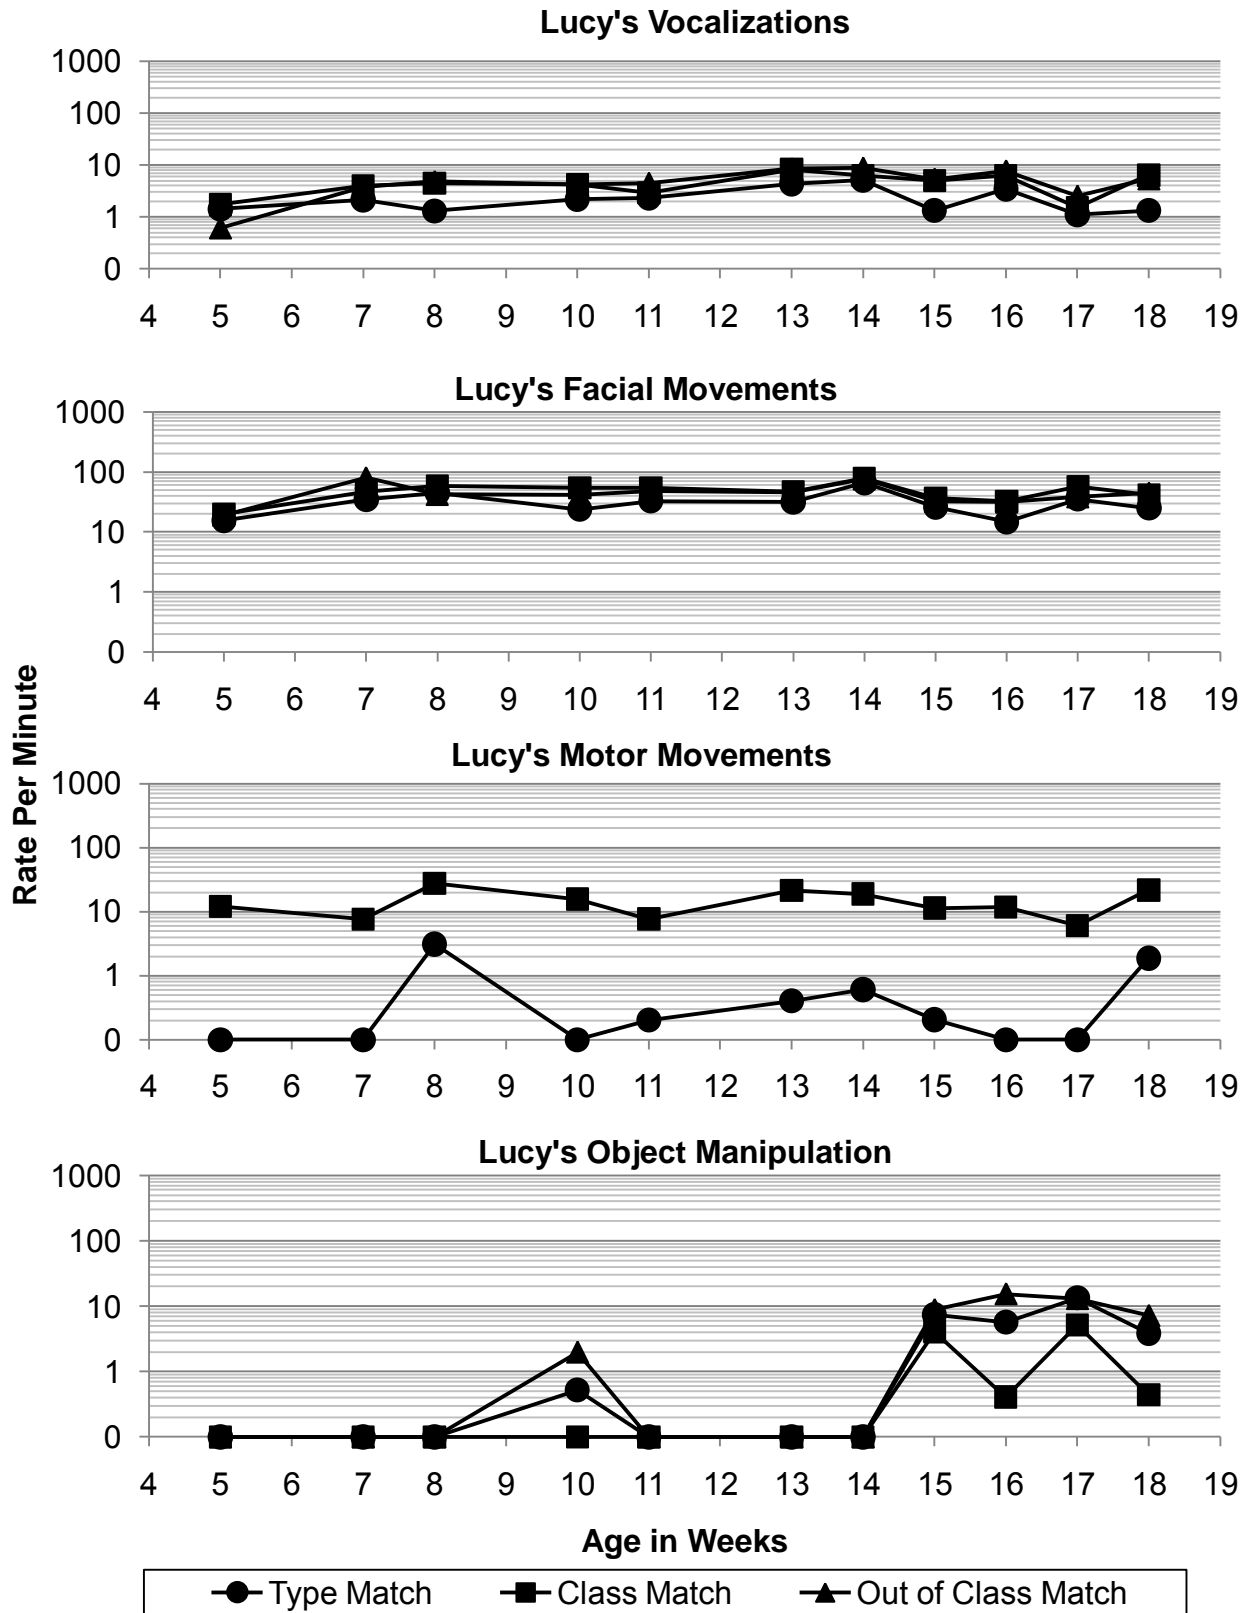 Lucy's Vocalizations
1000
100
10
1
0
4 5 6 7 8 9 10 11 12 13 14 15 16 17 18 19
Lucy's Facial Movements
1000
100
10
1
0
4 5 6 7 8 9 10 11 12 13 14 15 16 17 18 19
Rate Per Minute
Lucy's Motor Movements
1000
100
10
1
0
4 5 6 7 8 9 10 11 12 13 14 15 16 17 18 19
Lucy's Object Manipulation
1000
100
10
1
0
4 5 6 7 8 9 10 11 12 13 14 15 16 17 18 19
Age in Weeks
Type Match Class Match Out of Class Match